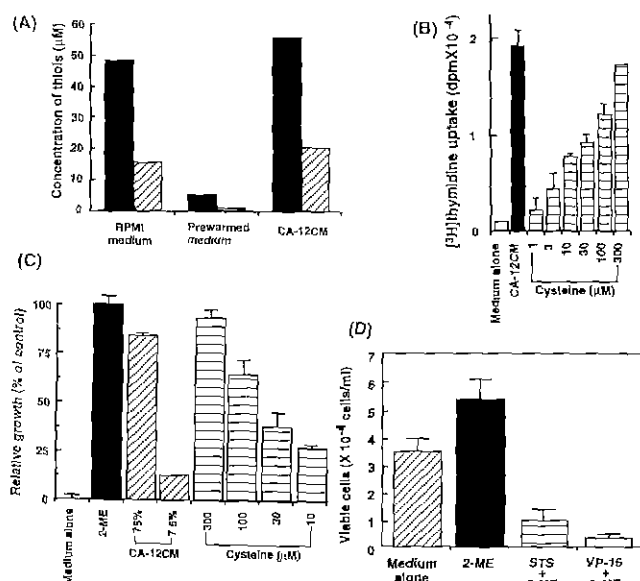 (A)
Concentration of thiols (µM)
60
50
40
30
20
10
0
RPMI
medium
Prewarmed
medium
CA-12CM
(B)
[³H]thymidine uptake (dpmX10⁻⁴)
2
1
0
Medium alone
CA-12CM
1
3
10
30
100
300
Cysteine (µM)
(C)
Relative growth (% of control)
100
75
50
25
0
Medium alone
2-ME
75%
7.5%
CA-12CM
300
100
30
10
Cysteine (µM)
(D)
Viable cells (X 10⁻⁴ cells/ml)
7
6
5
4
3
2
1
0
Medium
alone
2-ME
STS
+
VP-16
+